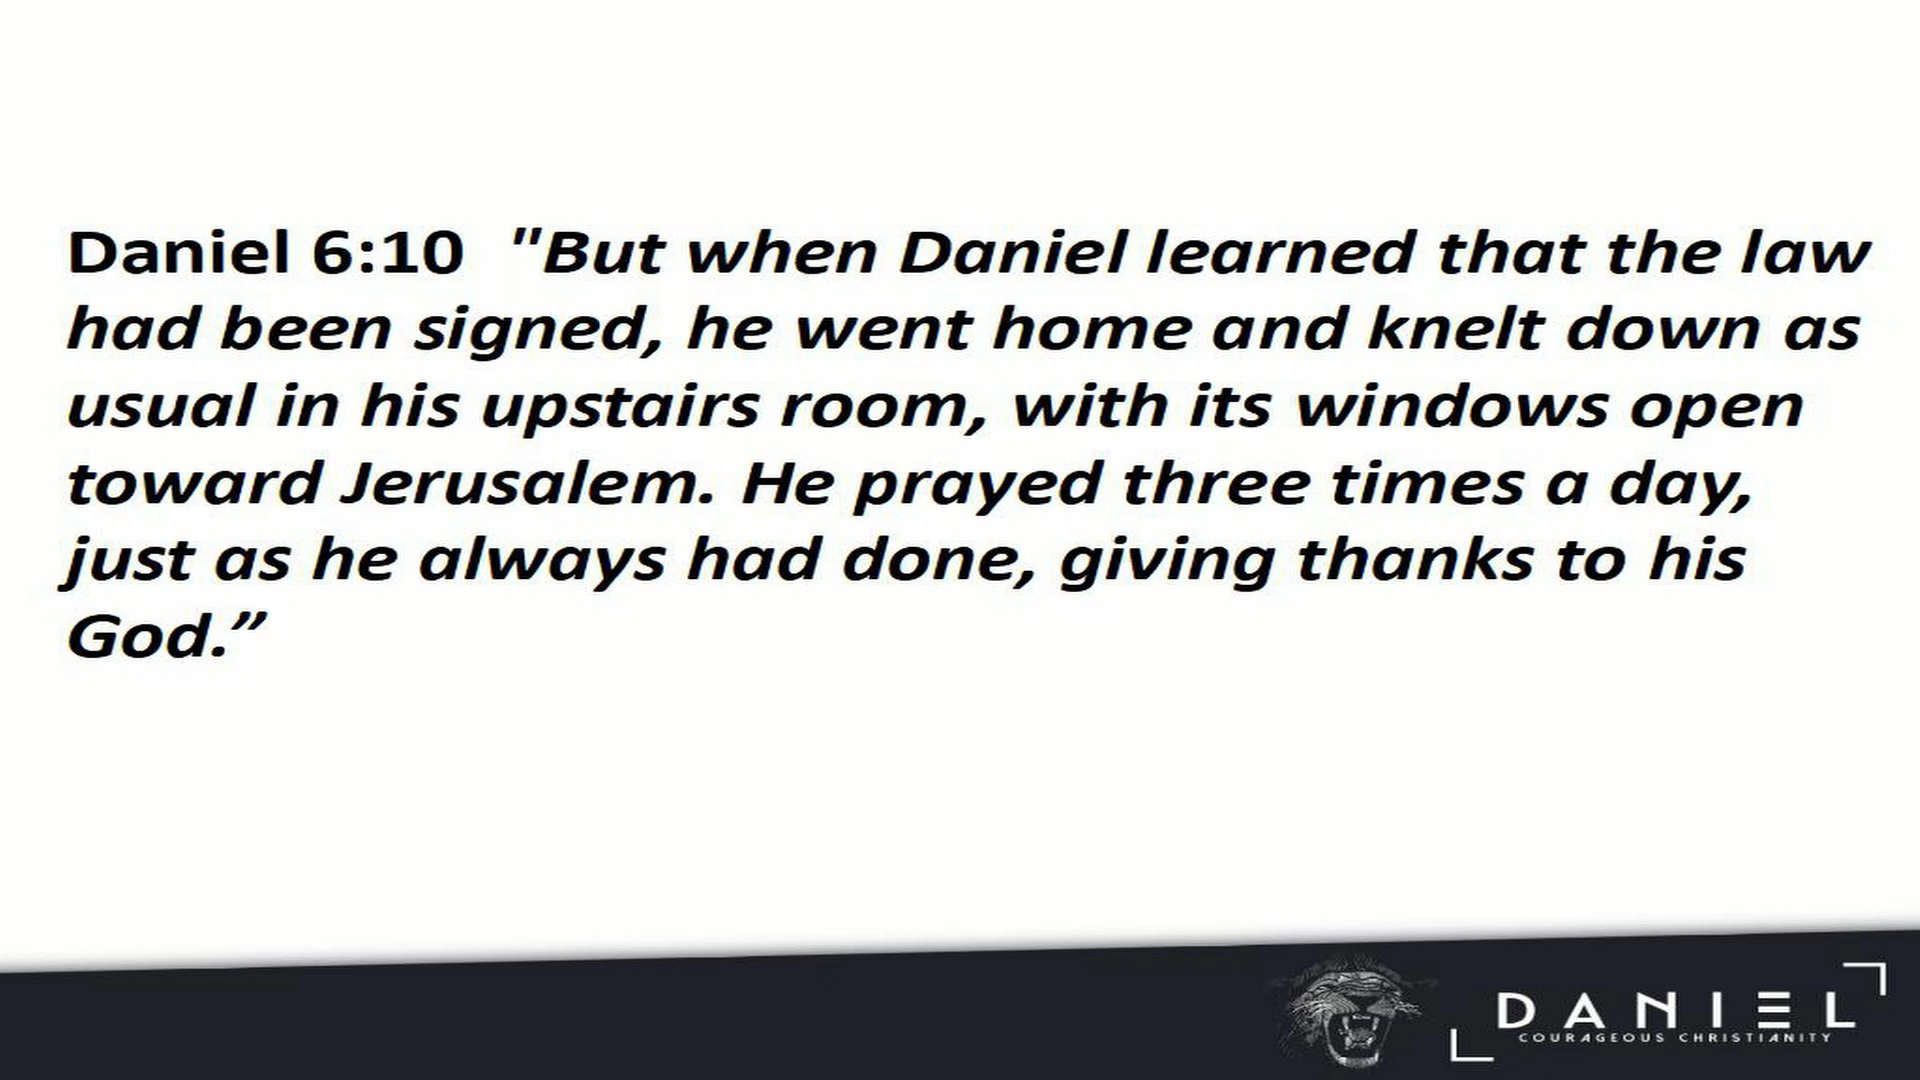 Daniel 6:10  "But when Daniel learned that the law
had been signed, he went home and knelt down as
usual in his upstairs room, with its windows open
toward Jerusalem. He prayed three times a day,
just as he always had done, giving thanks to his
God.”
DANIEL
COURAGEOUS CHRISTIANITY